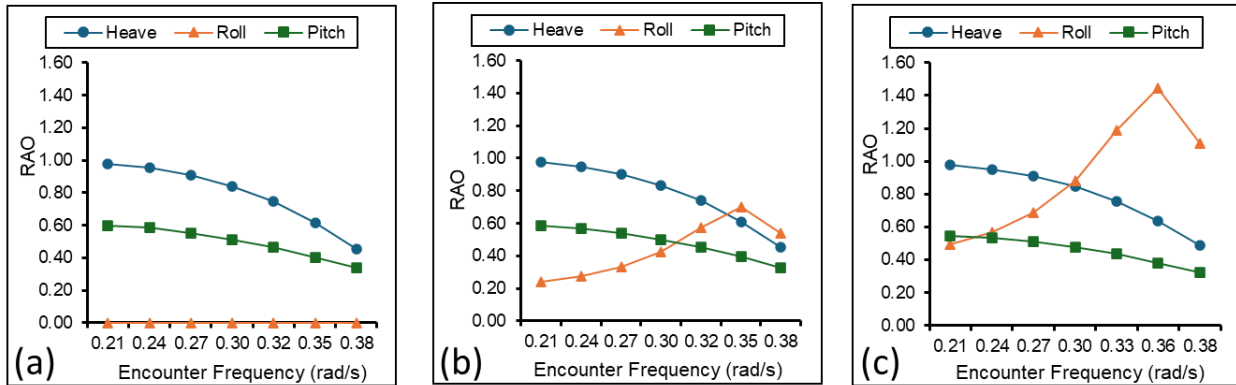 Heave Roll Pitch
1.60
1.40
1.20
1.00
0.80
0.60
0.40
0.20
0.00
RAO
0.21 0.24 0.27 0.30 0.32 0.35 0.38
Encounter Frequency (rad/s)
(a)
Heave Roll Pitch
1.60
1.40
1.20
1.00
0.80
0.60
0.40
0.20
0.00
RAO
0.21 0.24 0.27 0.30 0.32 0.35 0.38
Encounter Frequency (rad/s)
(b)
Heave Roll Pitch
1.60
1.40
1.20
1.00
0.80
0.60
0.40
0.20
0.00
RAO
0.21 0.24 0.27 0.30 0.33 0.36 0.38
Encounter Frequency (rad/s)
(c)